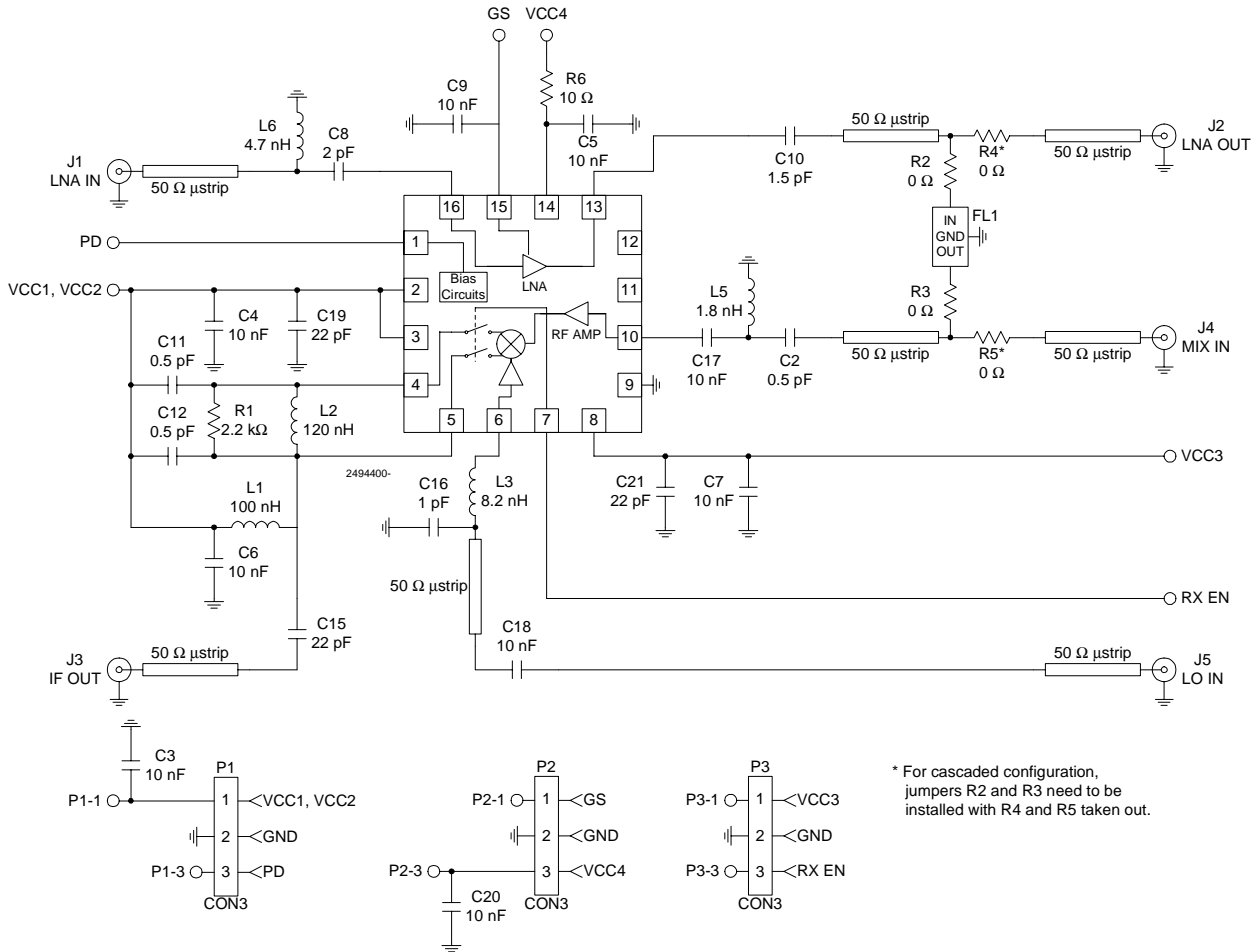 GS
VCC4
C9
10 nF
R6
10 Ω
L6
4.7 nH
C8
2 pF
C5
10 nF
J1
LNA IN
50 Ω µstrip
C10
1.5 pF
50 Ω µstrip
R2
0 Ω
R4*
0 Ω
50 Ω µstrip
J2
LNA OUT
16
15
14
13
IN
GND
OUT
FL1
PD
1
12
Bias
Circuits
LNA
VCC1, VCC2
2
11
C4
10 nF
C19
22 pF
3
RF AMP
10
L5
1.8 nH
R3
0 Ω
C17
10 nF
C2
0.5 pF
50 Ω µstrip
R5*
0 Ω
50 Ω µstrip
J4
MIX IN
C11
0.5 pF
4
9
C12
0.5 pF
R1
2.2 kΩ
L2
120 nH
5
6
7
8
2494400-
VCC3
L1
100 nH
C16
1 pF
L3
8.2 nH
C21
22 pF
C7
10 nF
C6
10 nF
50 Ω µstrip
RX EN
C15
22 pF
C18
10 nF
J3
IF OUT
50 Ω µstrip
50 Ω µstrip
J5
LO IN
C3
10 nF
P1
P1-1
1
VCC1, VCC2
2
GND
P1-3
3
PD
CON3
P2
P2-1
1
GS
2
GND
P2-3
3
VCC4
C20
10 nF
CON3
P3
P3-1
1
VCC3
2
GND
P3-3
3
RX EN
CON3
* For cascaded configuration,
jumpers R2 and R3 need to be
installed with R4 and R5 taken out.